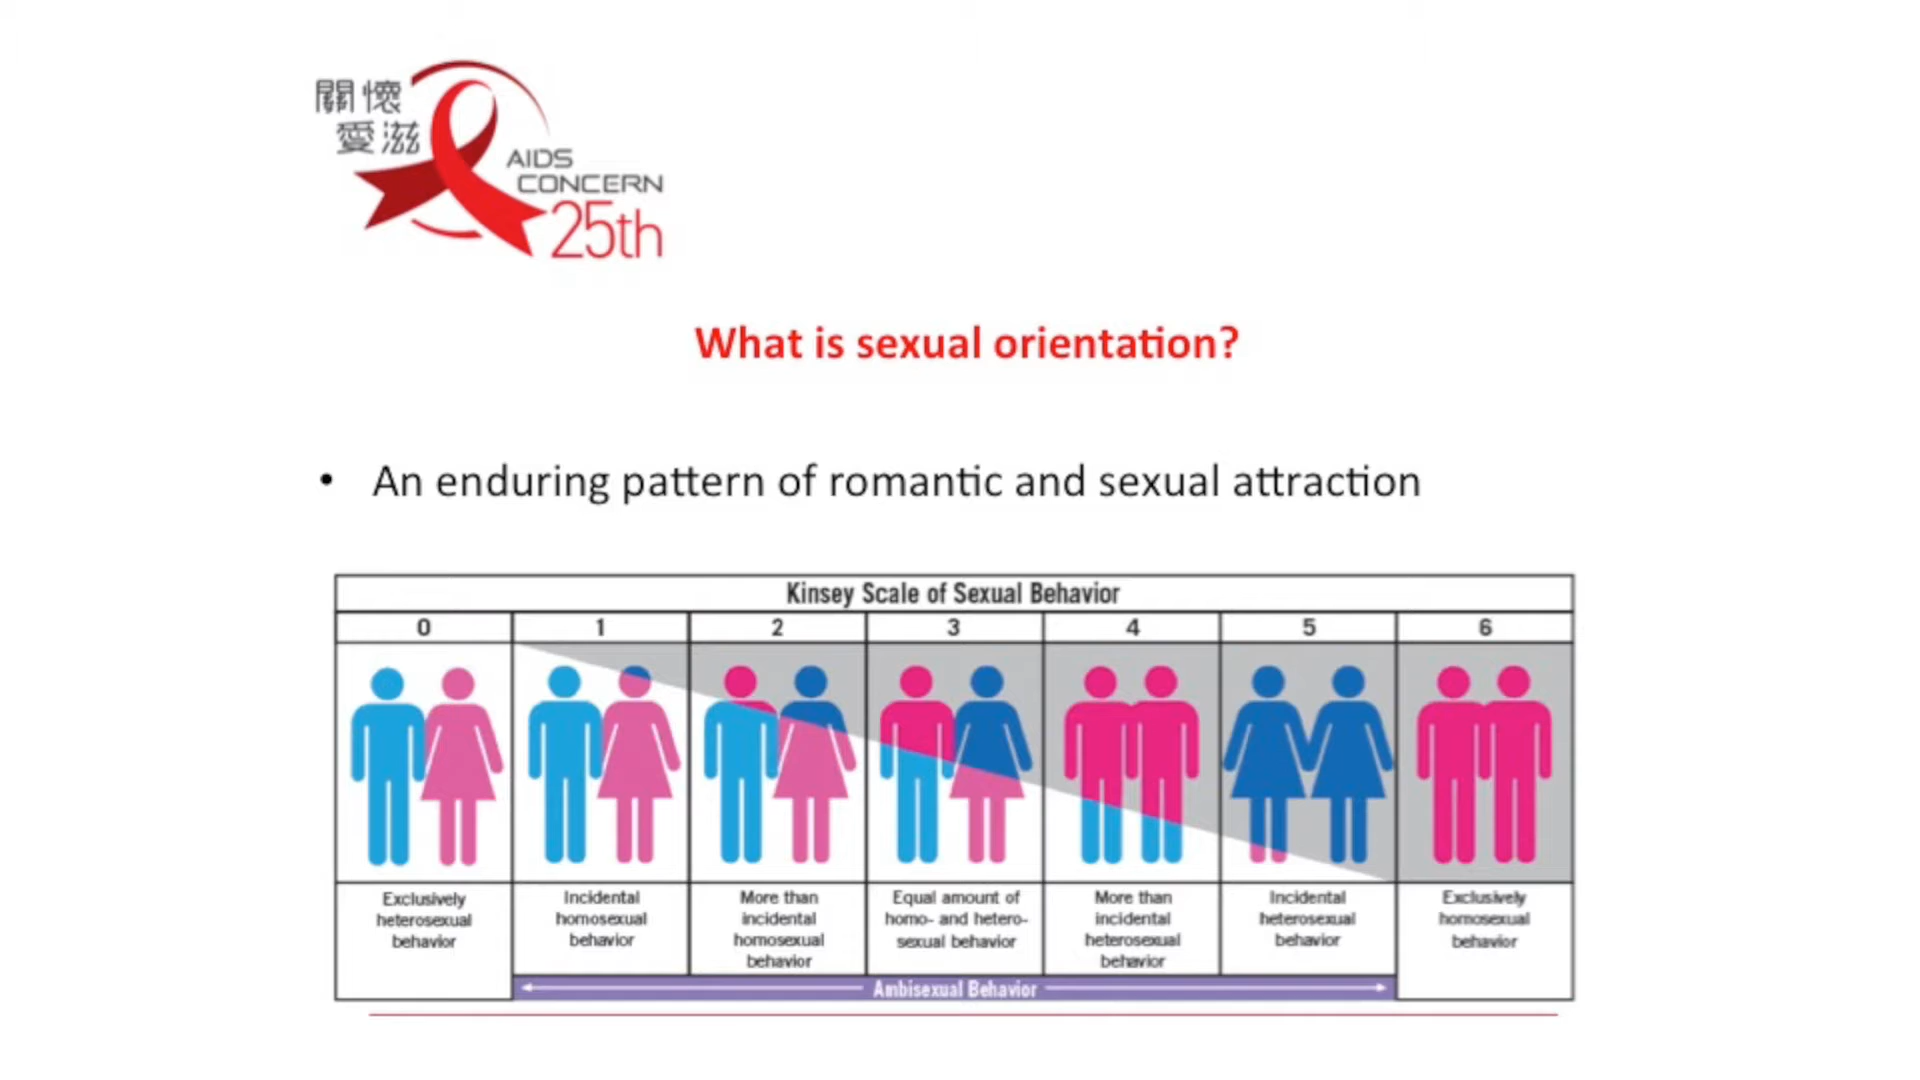 關懷
愛滋
AIDS
CONCERN
25th
What is sexual orientation?
• An enduring pattern of romantic and sexual attraction
Kinsey Scale of Sexual Behavior
0 1 2 3 4 5 6
Exclusively
heterosexual
behavior
Incidental
homosexual
behavior
More than
incidental
homosexual
behavior
Equal amount of
homo- and hetero-
sexual behavior
More than
incidental
heterosexual
behavior
Incidental
heterosexual
behavior
Exclusively
homosexual
behavior
Ambisexual Behavior